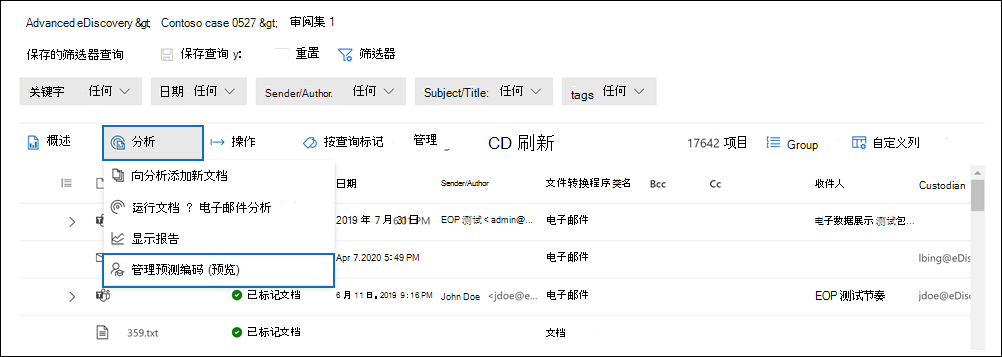 Advanced eDiscovery &gt; Contoso case 0527 &gt; 审阅集 1
保存的筛选器查询 保存查询 y: 重置 筛选器
关键字 任何 日期 任何 Sender/Author. 任何 Subject/Title: 任何 tags 任何
概述 分析 操作 按查询标记 管理 CD 刷新 17642 项目 Group 自定义列
向分析添加新文档 日期 Sender/Author 文件转换程序类名 Bcc Cc 收件人 Custodian
运行文档 ? 电子邮件分析 2019 年 7 月 31日 EOP 测试 < admin@... 电子邮件 电子数据展示 测试包...
显示报告
Apr 7.2020 5:49 PM 电子邮件 lbing@eDi
管理预测编码 (预览)
已标记文档 6 月 11 日。2019 9:16 PM John Doe <jdoe@e... 电子邮件 EOP 测试节奏 jdoe@eDisc
359.txt 已标记文档 文档